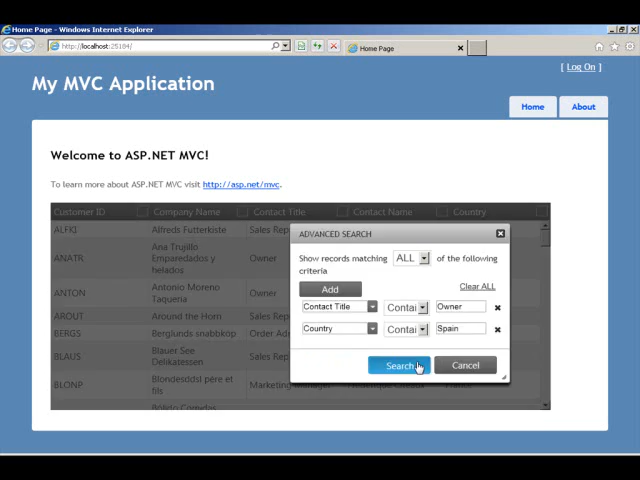 Home Page - Windows Internet Explorer
http://localhost:25184/
Home Page
[ Log On ]
My MVC Application
Home
About
Welcome to ASP.NET MVC!
To learn more about ASP.NET MVC visit http://asp.net/mvc.
Customer ID Company Name Contact Title Contact Name Country
ALFKI Alfreds Futterkiste Sales Rep
ANATR Ana Trujillo Emparedados y helados Owner
ANTON Antonio Moreno Taquería Owner
AROUT Around the Horn Sales Rep
BERGS Berglunds snabbköp Order Ad
BLAUS Blauer See Delikatessen Sales Rep
BLONP Blondesddsl père et fils Marketing Manager
ADVANCED SEARCH
Show records matching ALL of the following criteria
Add
Clear ALL
Contact Title Contai Owner
Country Contai Spain
Search
Cancel